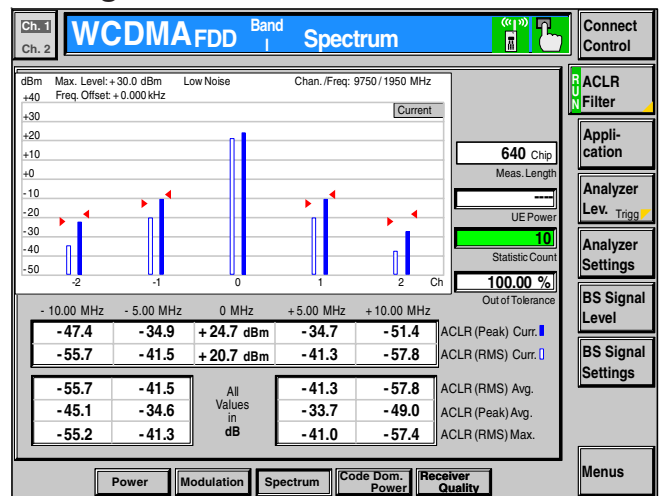 Ch. 1
Ch. 2
WCDMA FDD Band I Spectrum
Connect Control
dBm Max. Level: + 30.0 dBm Low Noise Chan./Freq: 9750 / 1950 MHz
Freq. Offset: + 0.000 kHz
Current
+40
+30
+20
+10
+0
- 10
- 20
- 30
- 40
- 50
-2 -1 0 1 2 Ch
640 Chip
Meas. Length
----
UE Power
10
Statistic Count
100.00 %
Out of Tolerance
RUN
ACLR Filter
Appli-
cation
Analyzer
Lev. Trigg
Analyzer
Settings
BS Signal
Level
BS Signal
Settings
Menus
- 10.00 MHz - 5.00 MHz 0 MHz + 5.00 MHz + 10.00 MHz
- 47.4 - 34.9 + 24.7 dBm - 34.7 - 51.4 ACLR (Peak) Curr.
- 55.7 - 41.5 + 20.7 dBm - 41.3 - 57.8 ACLR (RMS) Curr.
- 55.7 - 41.5 All - 41.3 - 57.8 ACLR (RMS) Avg.
- 45.1 - 34.6 Values in - 33.7 - 49.0 ACLR (Peak) Avg.
- 55.2 - 41.3 dB - 41.0 - 57.4 ACLR (RMS) Max.
Power Modulation Spectrum Code Dom. Power Receiver Quality